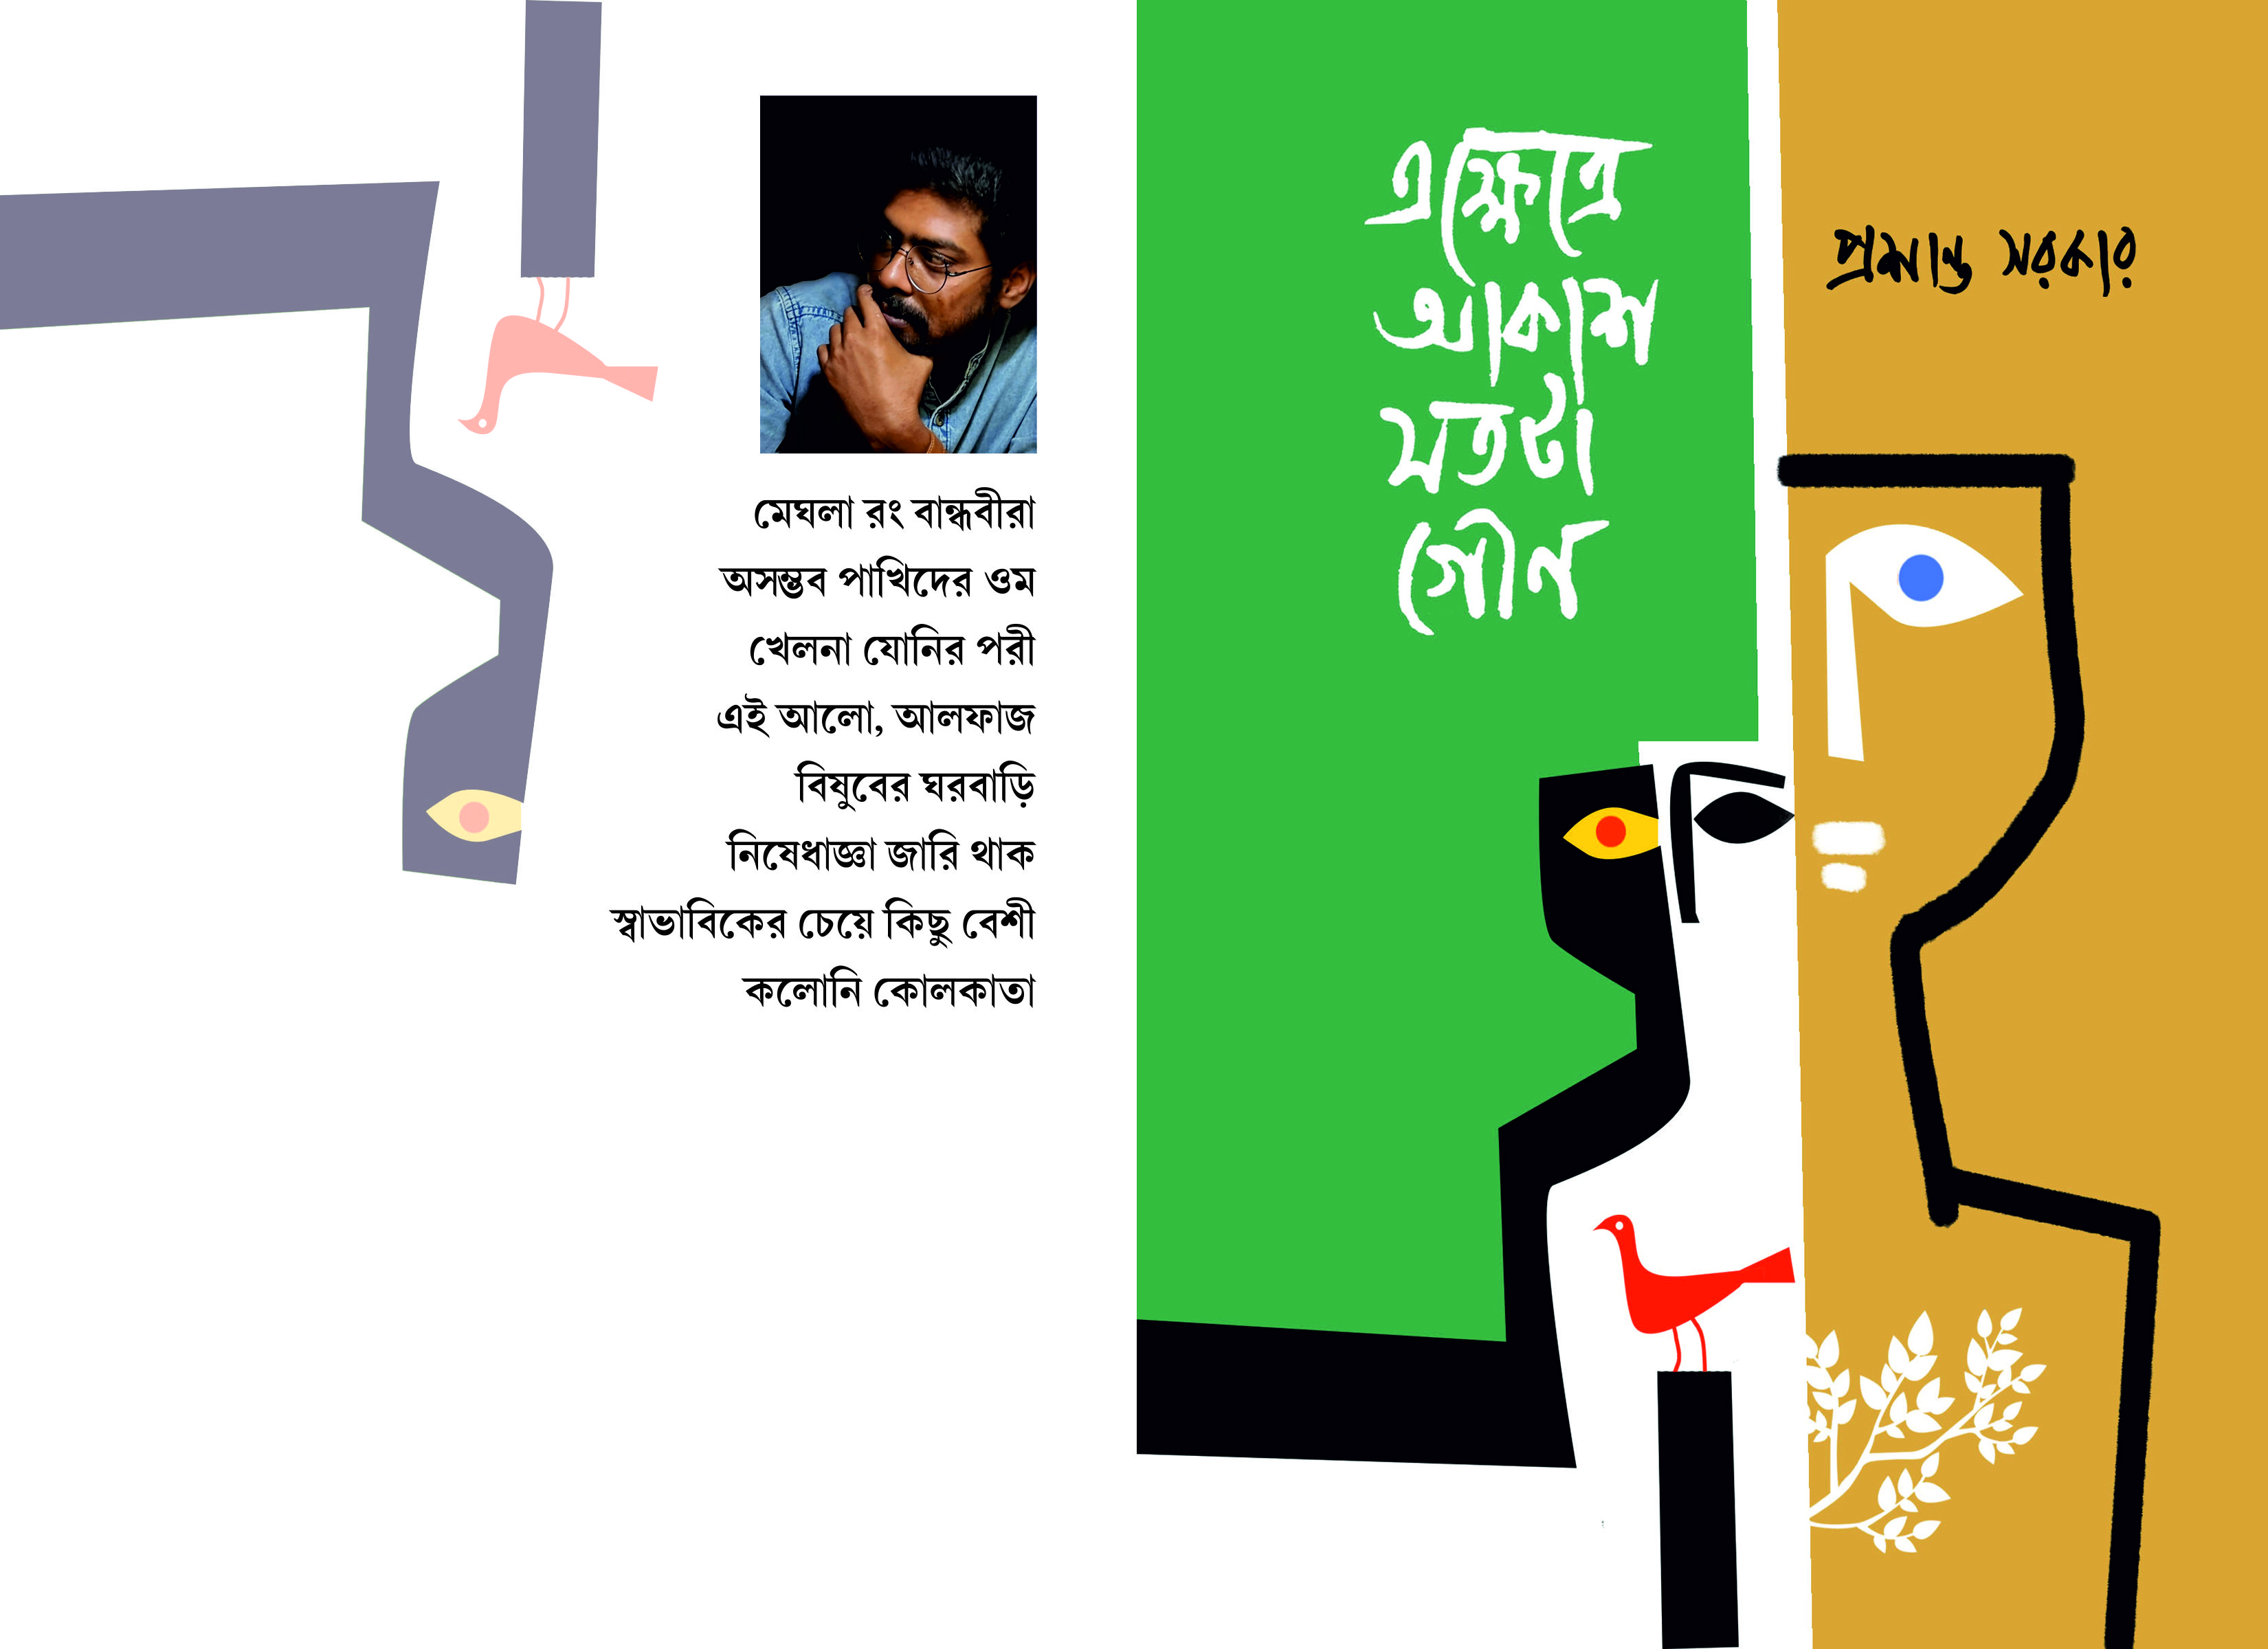 মেঘলা রং বান্ধবীরা
অসম্ভব পাখিদের ওম
খেলনা যোনির পরী
এই আলো, আলফাজ
বিষুবের ঘরবাড়ি
নিষেধাজ্ঞা জারি থাক
স্বাভাবিকের চেয়ে কিছু বেশী
কলোনি কোলকাতা
এক্ষেত্রে
আকাশ
যতটা
গৌণ
প্রশান্ত সরকার